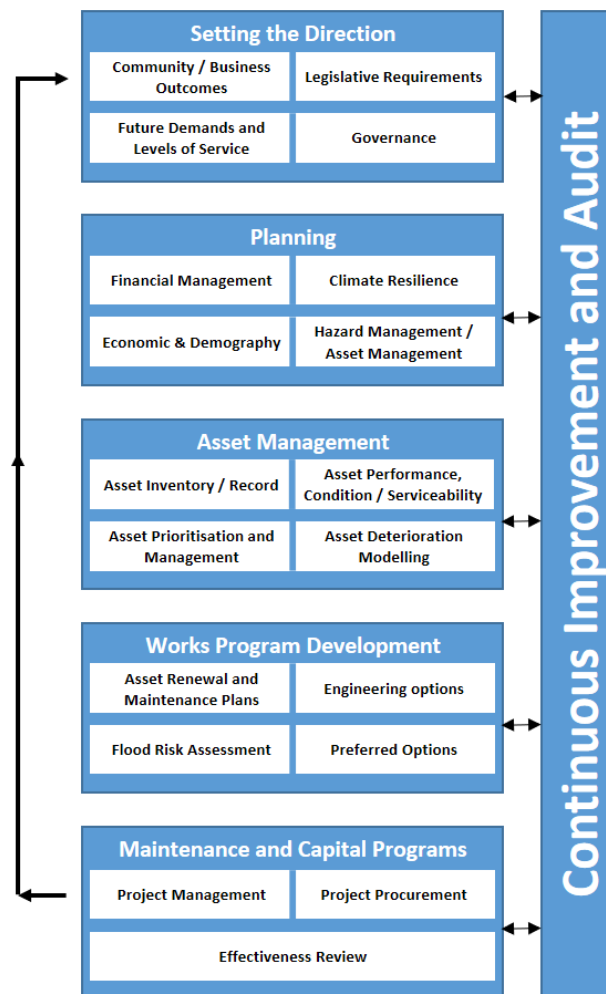 Setting the Direction
Community / Business
Outcomes
Legislative Requirements
Future Demands and
Levels of Service
Governance
Planning
Financial Management
Climate Resilience
Economic & Demography
Hazard Management /
Asset Management
Asset Management
Asset Inventory / Record
Asset Performance,
Condition / Serviceability
Asset Prioritisation and
Management
Asset Deterioration
Modelling
Works Program Development
Asset Renewal and
Maintenance Plans
Engineering options
Flood Risk Assessment
Preferred Options
Maintenance and Capital Programs
Project Management
Project Procurement
Effectiveness Review
Continuous Improvement and Audit